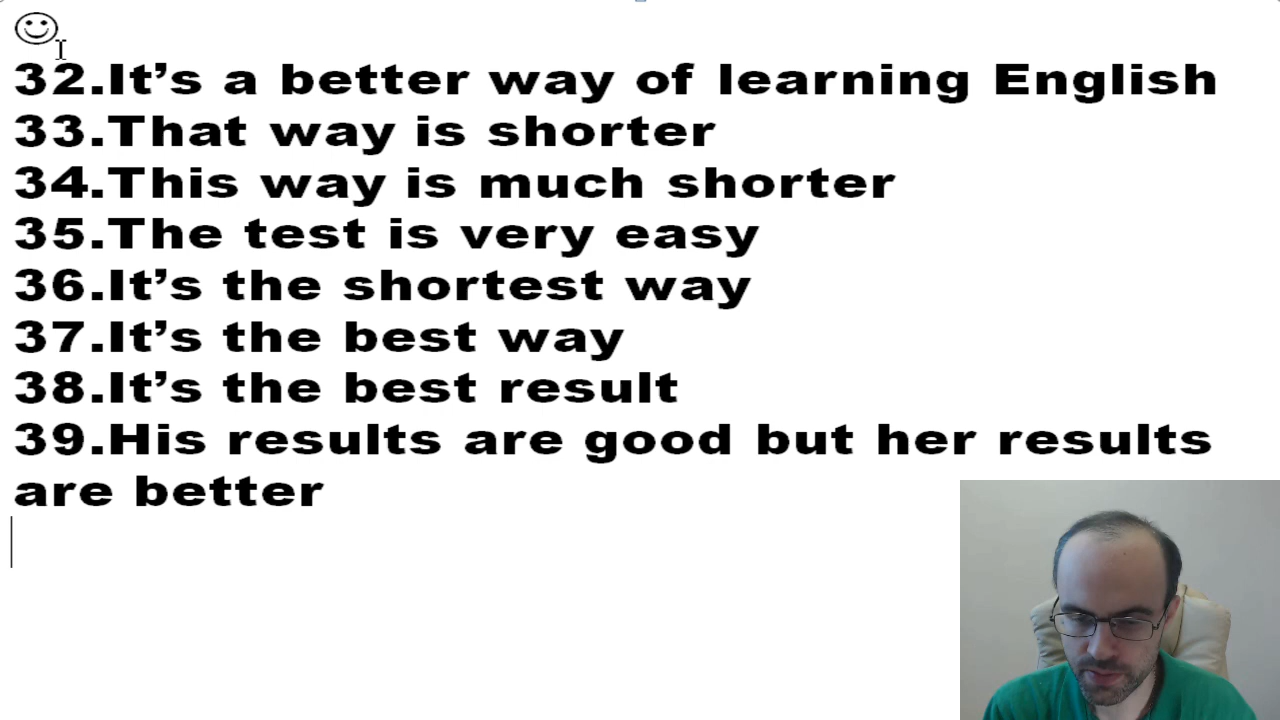 32.It’s a better way of learning English
33.That way is shorter
34.This way is much shorter
35.The test is very easy
36.It’s the shortest way
37.It’s the best way
38.It’s the best result
39.His results are good but her results
are better